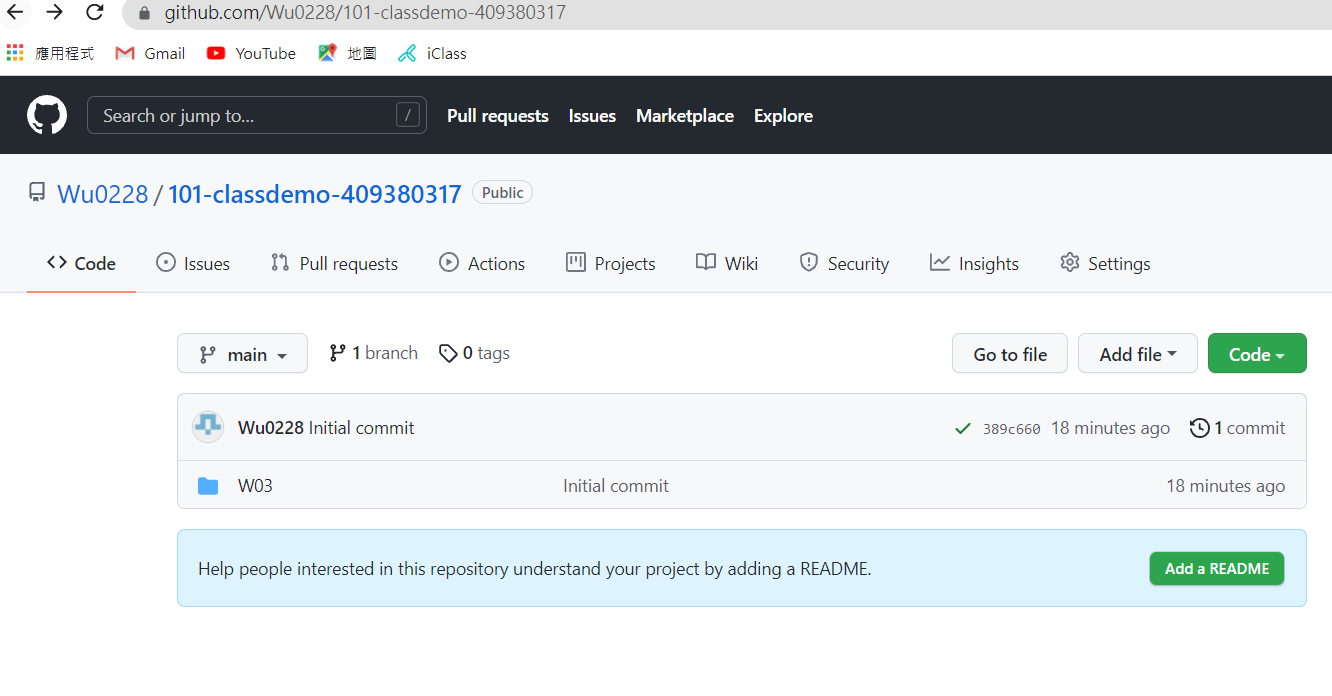 github.com/Wu0228/101-classdemo-409380317
應用程式 Gmail YouTube 地圖 iClass
Search or jump to... / Pull requests Issues Marketplace Explore
Wu0228 / 101-classdemo-409380317 Public
Code Issues Pull requests Actions Projects Wiki Security Insights Settings
main 1 branch 0 tags Go to file Add file Code
Wu0228 Initial commit 389c660 18 minutes ago 1 commit
W03 Initial commit 18 minutes ago
Help people interested in this repository understand your project by adding a README. Add a README